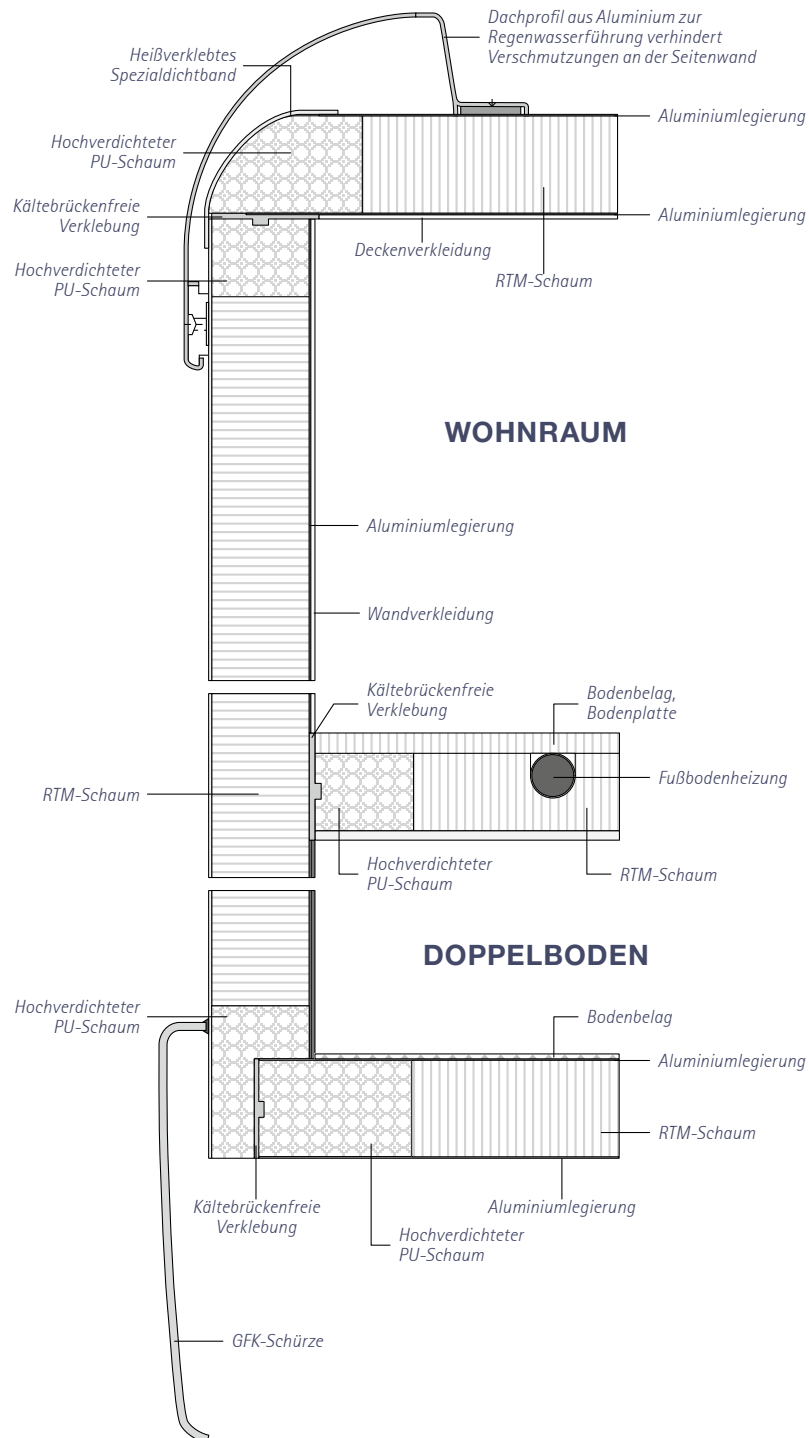 Dachprofil aus Aluminium zur
Regenwasserführung verhindert
Verschmutzungen an der Seitenwand
Heißverklebtes
Spezialdichtband
Aluminiumlegierung
Hochverdichteter
PU-Schaum
Kältebrückenfreie
Verklebung
Aluminiumlegierung
Deckenverkleidung
Hochverdichteter
PU-Schaum
RTM-Schaum
WOHNRAUM
Aluminiumlegierung
Wandverkleidung
Kältebrückenfreie
Verklebung
Bodenbelag,
Bodenplatte
RTM-Schaum
Fußbodenheizung
Hochverdichteter
PU-Schaum
RTM-Schaum
DOPPELBODEN
Hochverdichteter
PU-Schaum
Bodenbelag
Aluminiumlegierung
RTM-Schaum
Kältebrückenfreie
Verklebung
Aluminiumlegierung
Hochverdichteter
PU-Schaum
GFK-Schürze